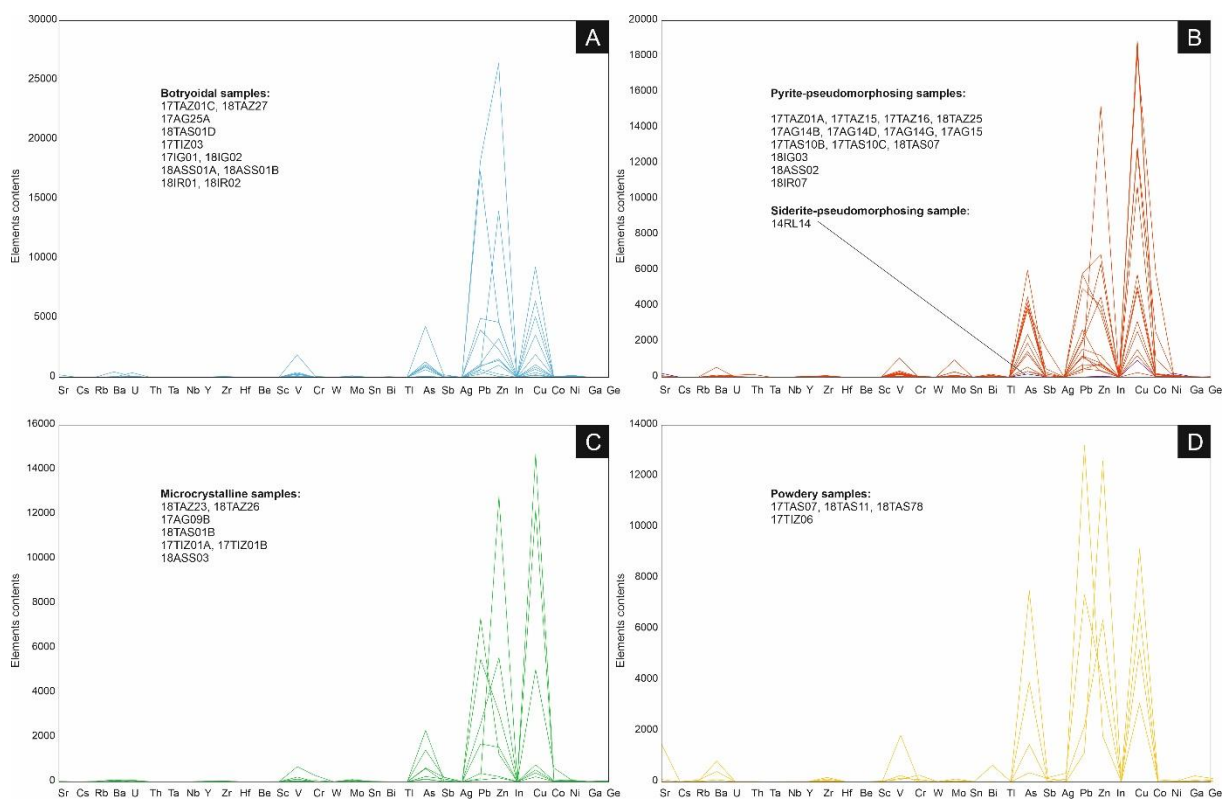 A
30000
25000
20000
15000
10000
5000
0
Elements contents
Botryoidal samples:
17TAZ01C, 18TAZ27
17AG25A
18TAS01D
17TIZ03
17IG01, 18IG02
18ASS01A, 18ASS01B
18IR01, 18IR02
Sr Cs Rb Ba U Th Ta Nb Y Zr Hf Be Sc V Cr W Mo Sn Bi Tl As Sb Ag Pb Zn In Cu Co Ni Ga Ge
B
20000
18000
16000
14000
12000
10000
8000
6000
4000
2000
0
Elements contents
Pyrite-pseudomorphosing samples:
17TAZ01A, 17TAZ15, 17TAZ16, 18TAZ25
17AG14B, 17AG14D, 17AG14G, 17AG15
17TAS10B, 17TAS10C, 18TAS07
18IG03
18ASS02
18IR07
Siderite-pseudomorphosing sample:
14RL14
Sr Cs Rb Ba U Th Ta Nb Y Zr Hf Be Sc V Cr W Mo Sn Bi Tl As Sb Ag Pb Zn In Cu Co Ni Ga Ge
C
16000
14000
12000
10000
8000
6000
4000
2000
0
Elements contents
Microcrystalline samples:
18TAZ23, 18TAZ26
17AG09B
18TAS01B
17TIZ01A, 17TIZ01B
18ASS03
Sr Cs Rb Ba U Th Ta Nb Y Zr Hf Be Sc V Cr W Mo Sn Bi Tl As Sb Ag Pb Zn In Cu Co Ni Ga Ge
D
14000
12000
10000
8000
6000
4000
2000
0
Elements contents
Powdery samples:
17TAS07, 18TAS11, 18TAS78
17TIZ06
Sr Cs Rb Ba U Th Ta Nb Y Zr Hf Be Sc V Cr W Mo Sn Bi Tl As Sb Ag Pb Zn In Cu Co Ni Ga Ge